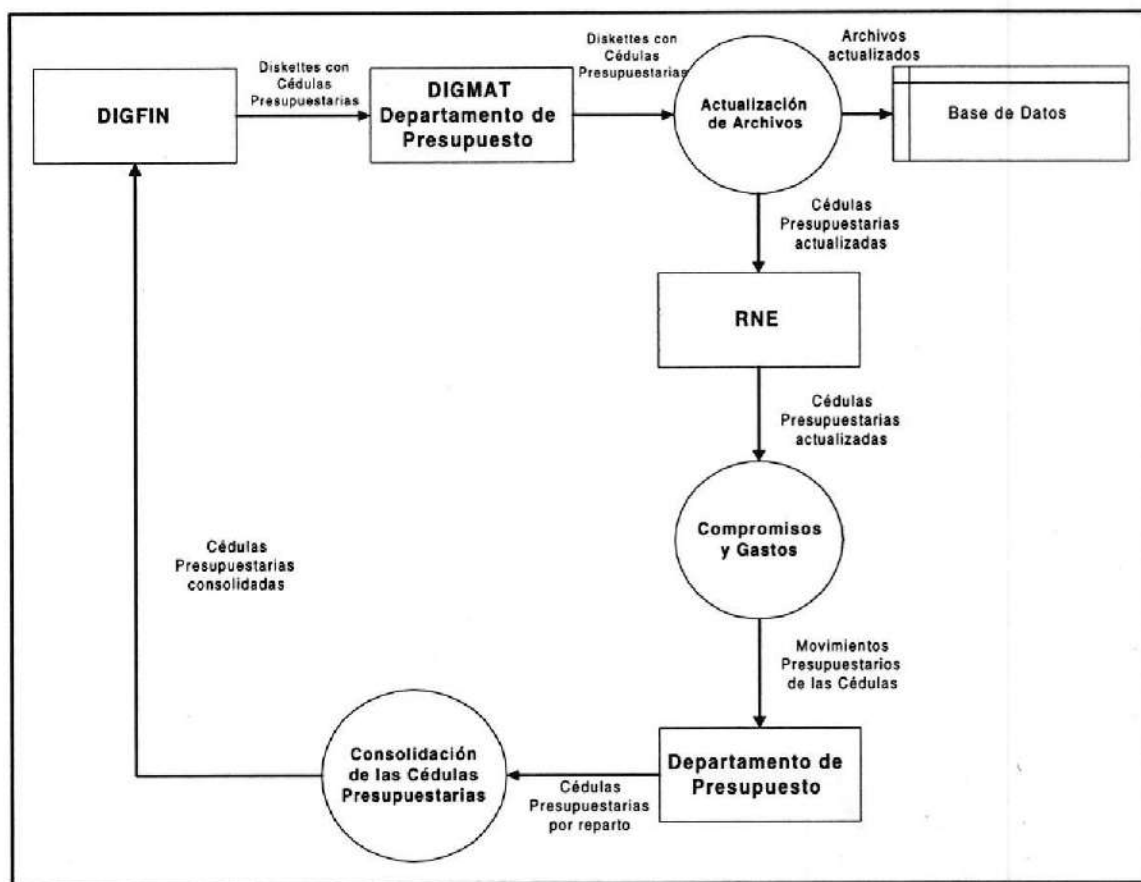 DIGFIN
Diskettes con
Cédulas
Presupuestarias
DIGMAT
Departamento de
Presupuesto
Diskettes con
Cédulas
Presupuestarias
Actualización
de Archivos
Archivos
actualizados
Base de Datos
Cédulas
Presupuestarias
actualizadas
RNE
Cédulas
Presupuestarias
actualizadas
Compromisos
y Gastos
Movimientos
Presupuestarios
de las Cédulas
Departamento de
Presupuesto
Cédulas
Presupuestarias
por reparto
Consolidación
de las Cédulas
Presupuestarias
Cédulas
Presupuestarias
consolidadas